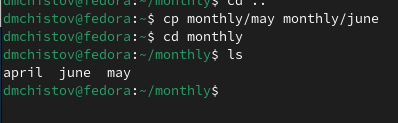 dmchistov@fedora:~/monthly$ cd ..
dmchistov@fedora:~$ cp monthly/may monthly/june
dmchistov@fedora:~$ cd monthly
dmchistov@fedora:~/monthly$ ls
april  june  may
dmchistov@fedora:~/monthly$